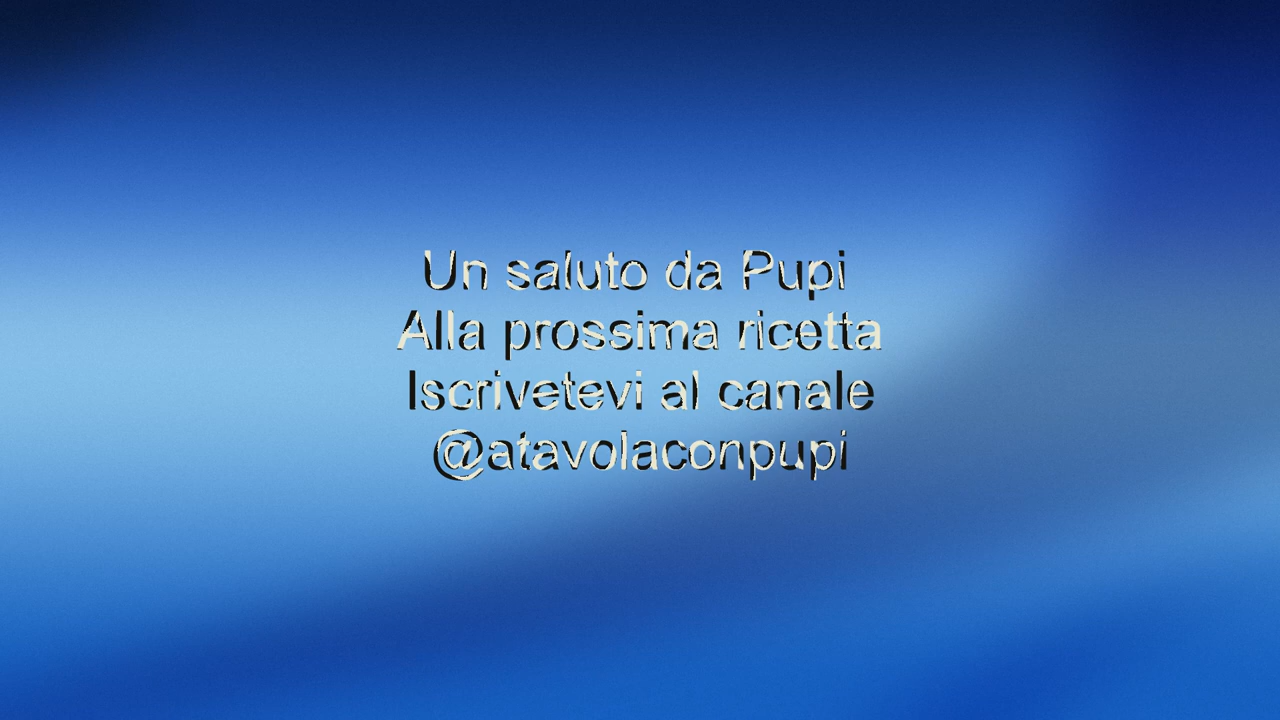 Un saluto da Pupi
Alla prossima ricetta
Iscrivetevi al canale
@atavolaconpupi